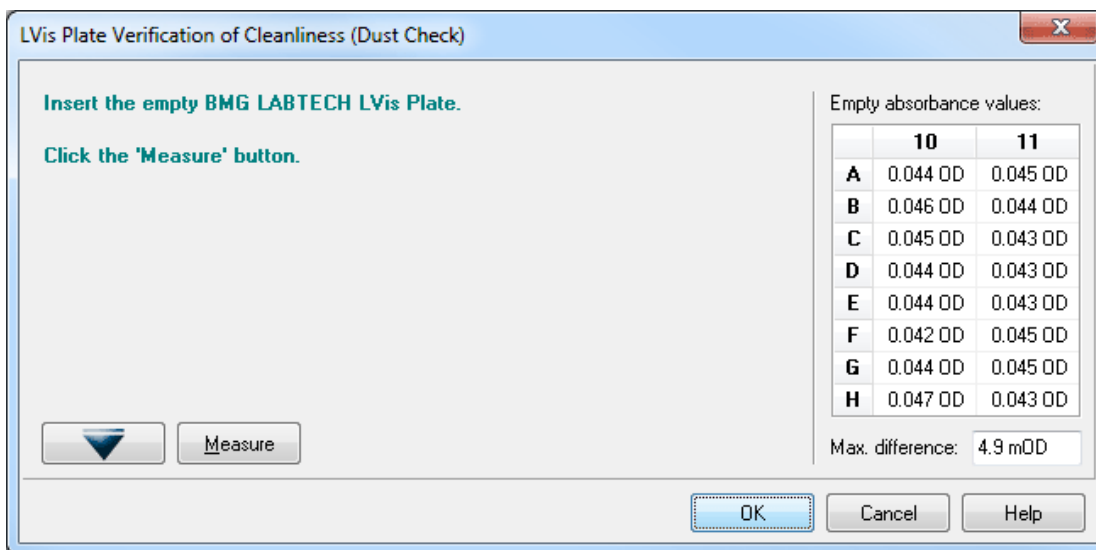 LVis Plate Verification of Cleanliness (Dust Check)
Insert the empty BMG LABTECH LVis Plate.
Click the 'Measure' button.
Measure
Empty absorbance values:
10 11
A 0.044 OD 0.045 OD
B 0.046 OD 0.044 OD
C 0.045 OD 0.043 OD
D 0.044 OD 0.043 OD
E 0.044 OD 0.043 OD
F 0.042 OD 0.045 OD
G 0.044 OD 0.045 OD
H 0.047 OD 0.043 OD
Max. difference: 4.9 mOD
OK Cancel Help